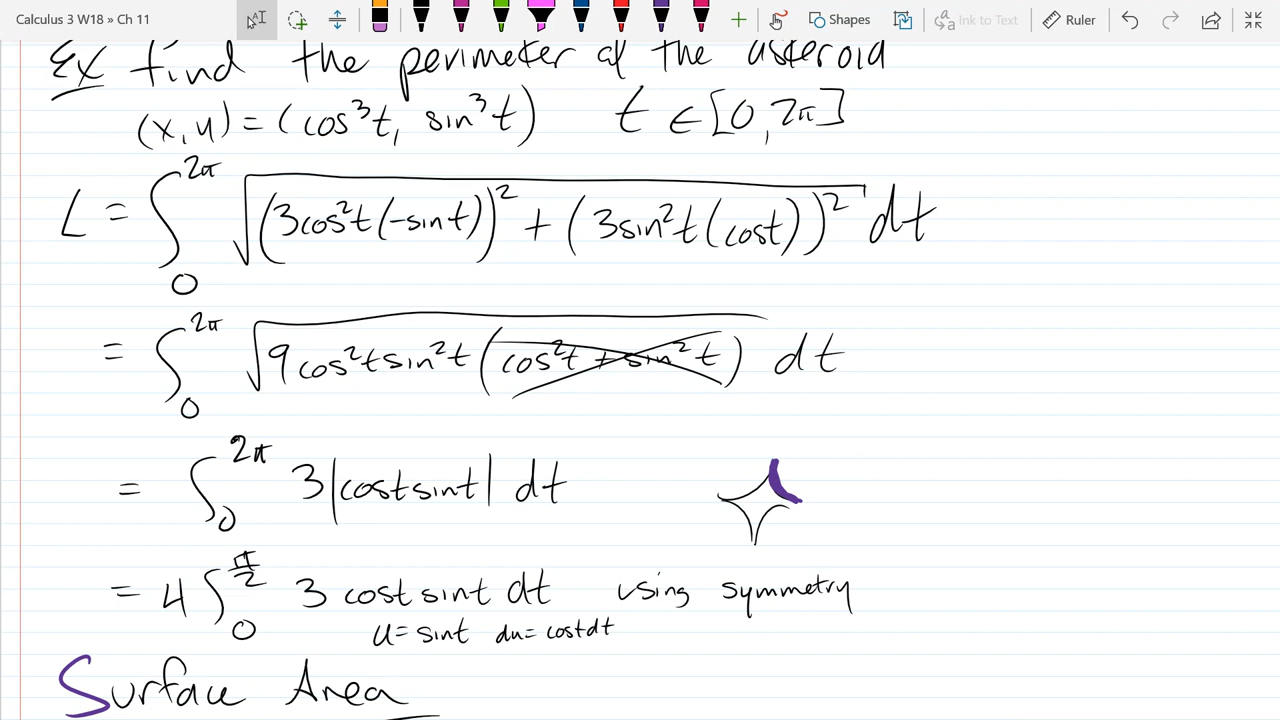 Calculus 3 W18 » Ch 11
Shapes
Ink to Text
Ruler
Ex find the perimeter of the asteroid
(x,y) = (cos³t, sin³t) t ∈ [0,2π]
L = ∫₀^2π √((3cos²t(-sint))² + (3sin²t(cost))²) dt
= ∫₀^2π √(9cos²tsin²t(cos²t + sin²t)) dt
= ∫₀^2π 3|costsint| dt
= 4 ∫₀^π/2 3 cost sint dt using symmetry
u = sint du = costdt
Surface Area